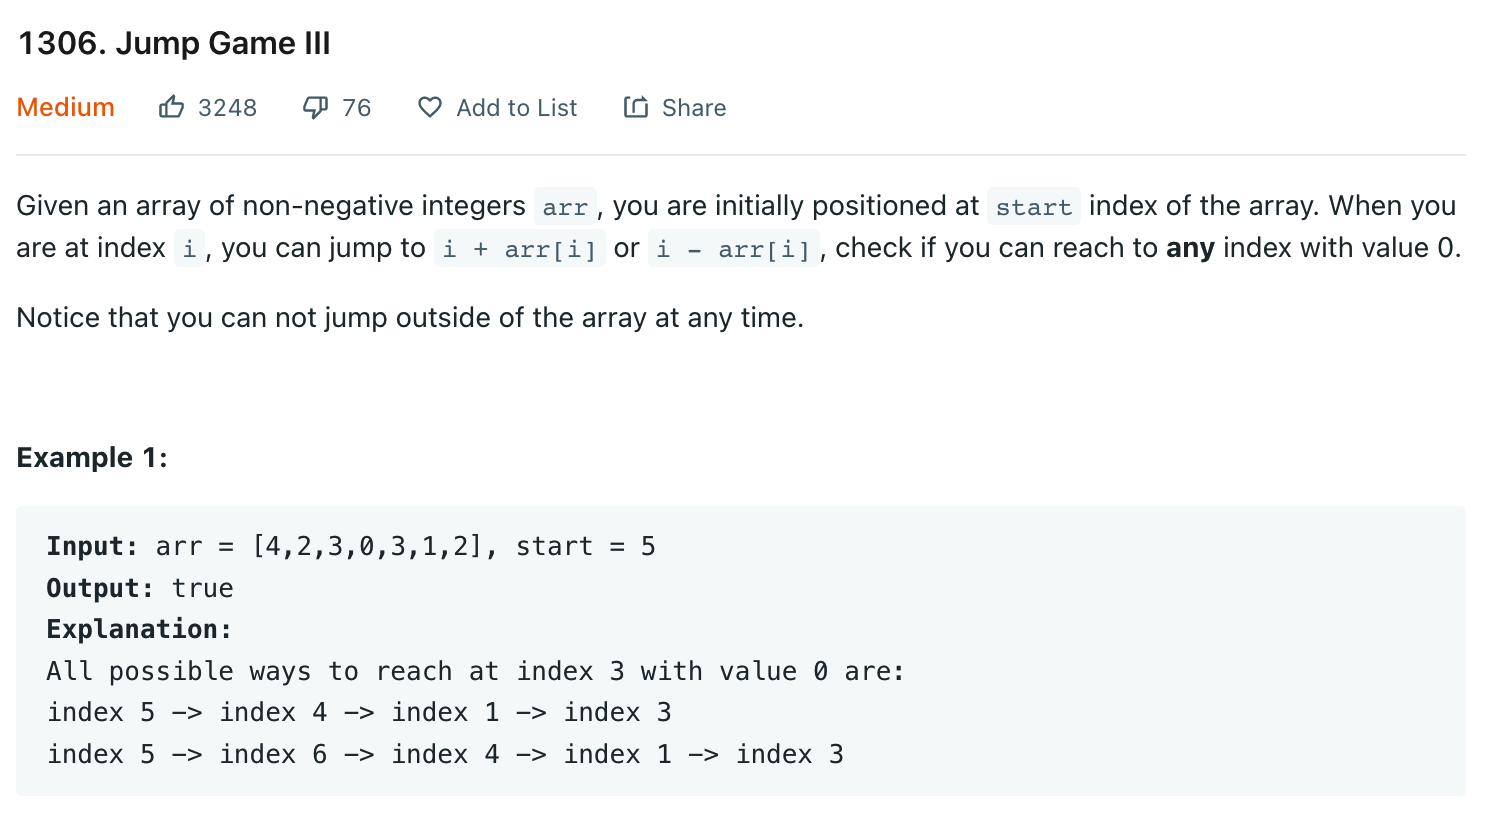 1306. Jump Game III
Medium 3248 76 Add to List Share
Given an array of non-negative integers arr, you are initially positioned at start index of the array. When you
are at index i, you can jump to i + arr[i] or i - arr[i], check if you can reach to any index with value 0.
Notice that you can not jump outside of the array at any time.
Example 1:
Input: arr = [4,2,3,0,3,1,2], start = 5
Output: true
Explanation:
All possible ways to reach at index 3 with value 0 are:
index 5 -> index 4 -> index 1 -> index 3
index 5 -> index 6 -> index 4 -> index 1 -> index 3